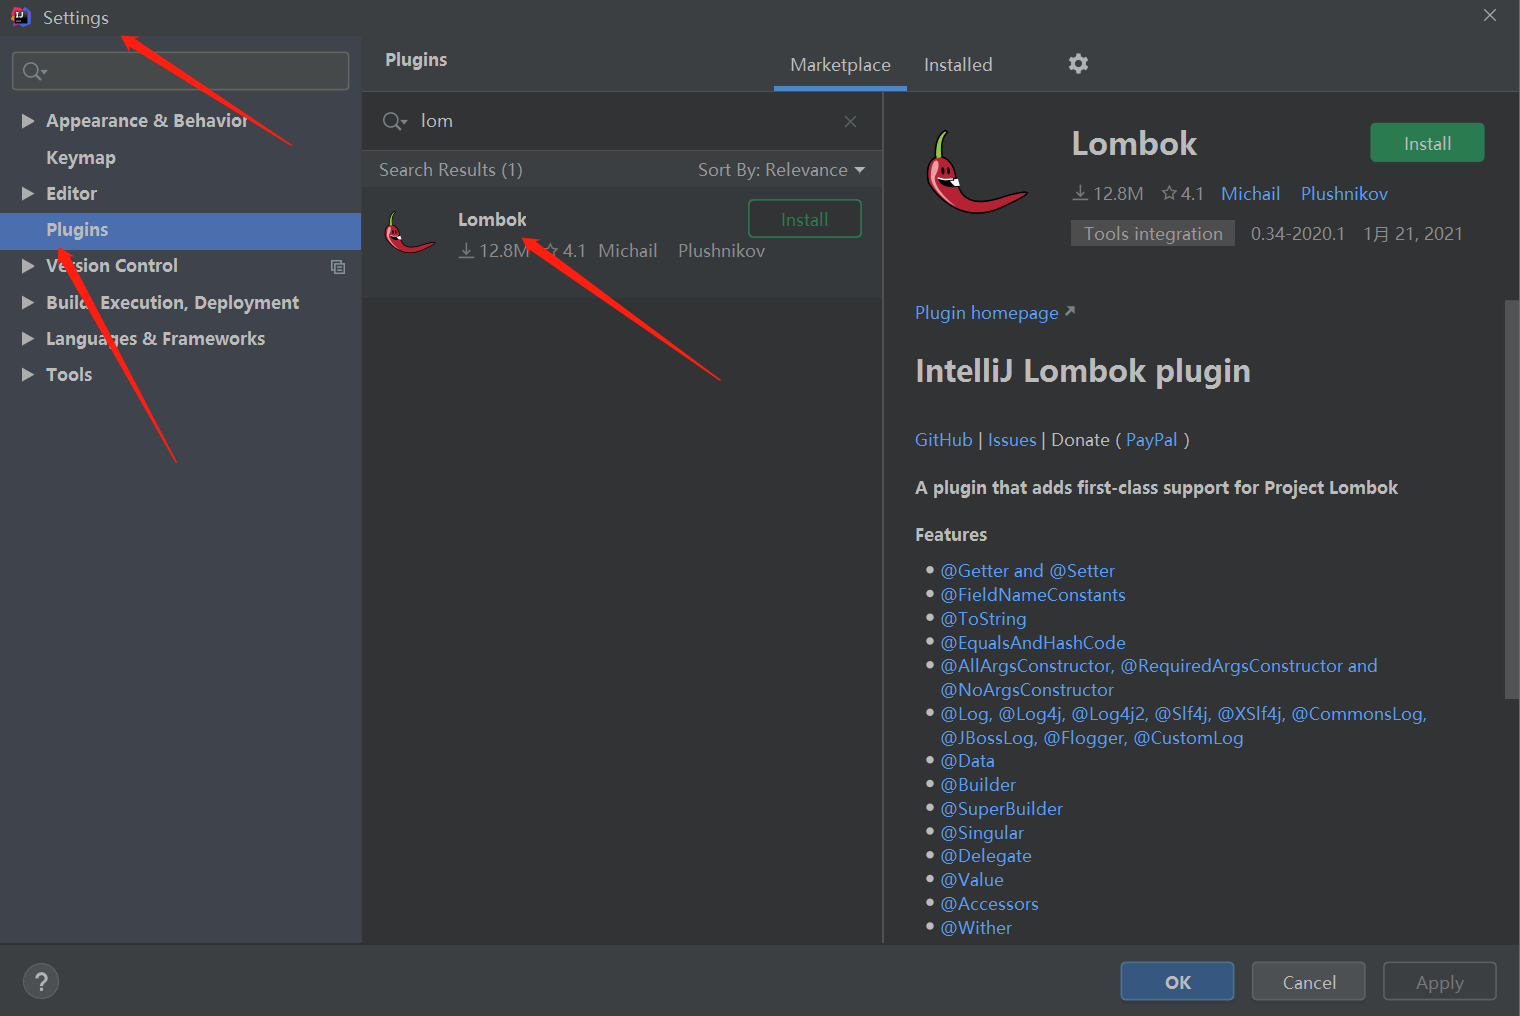 Settings
Plugins
Marketplace
Installed
Appearance & Behavior
Keymap
Editor
Plugins
Version Control
Build, Execution, Deployment
Languages & Frameworks
Tools
lom
Search Results (1)
Sort By: Relevance
Lombok
Install
12.8M 4.1 Michail Plushnikov
Lombok
Install
12.8M 4.1 Michail Plushnikov
Tools integration 0.34-2020.1 1月 21, 2021
Plugin homepage
IntelliJ Lombok plugin
GitHub | Issues | Donate ( PayPal )
A plugin that adds first-class support for Project Lombok
Features
@Getter and @Setter
@FieldNameConstants
@ToString
@EqualsAndHashCode
@AllArgsConstructor, @RequiredArgsConstructor and
@NoArgsConstructor
@Log, @Log4j, @Log4j2, @Slf4j, @XSlf4j, @CommonsLog,
@JBossLog, @Flogger, @CustomLog
@Data
@Builder
@SuperBuilder
@Singular
@Delegate
@Value
@Accessors
@Wither
?
OK
Cancel
Apply